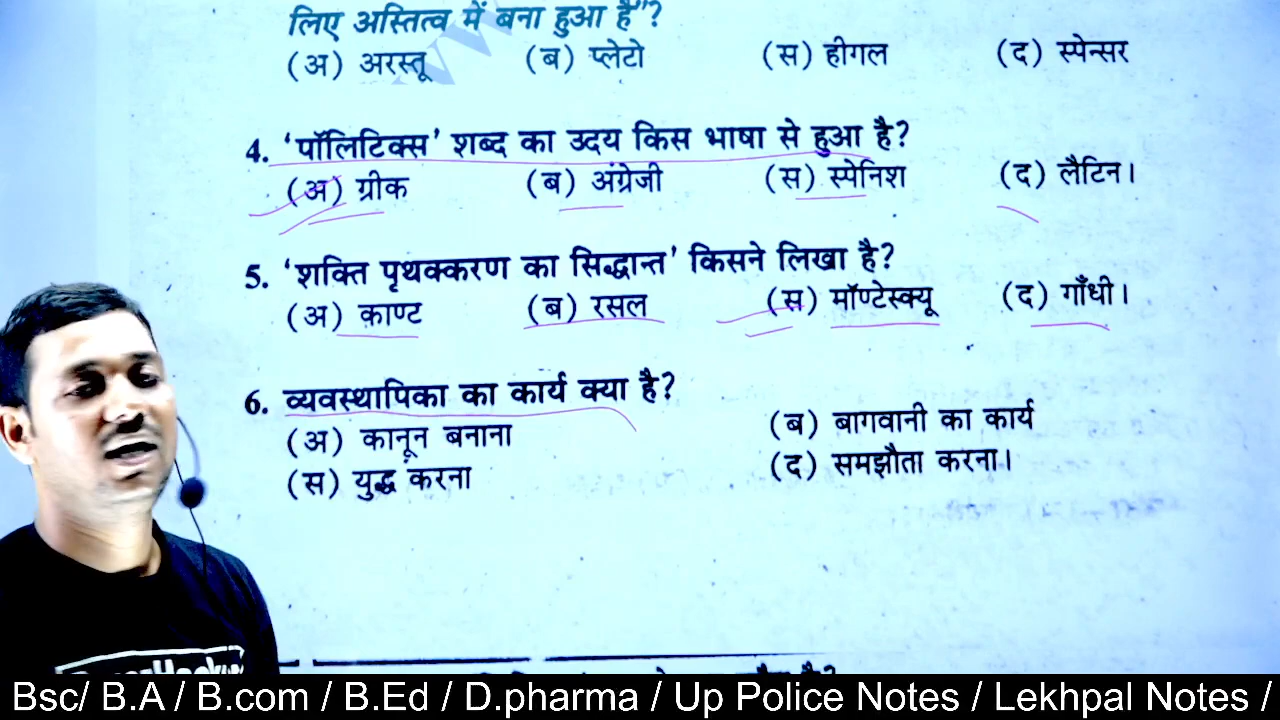 लिए अस्तित्व में बना हुआ है"?
(अ) अरस्तू (ब) प्लेटो (स) हीगल (द) स्पेन्सर
4. 'पॉलिटिक्स' शब्द का उदय किस भाषा से हुआ है?
(अ) ग्रीक (ब) अंग्रेजी (स) स्पेनिश (द) लैटिन।
5. 'शक्ति पृथक्करण का सिद्धान्त' किसने लिखा है?
(अ) काण्ट (ब) रसल (स) मॉण्टेस्क्यू (द) गाँधी।
6. व्यवस्थापिका का कार्य क्या है?
(अ) कानून बनाना (ब) बागवानी का कार्य
(स) युद्ध करना (द) समझौता करना।
Bsc/ B.A / B.com / B.Ed / D.pharma / Up Police Notes / Lekhpal Notes /